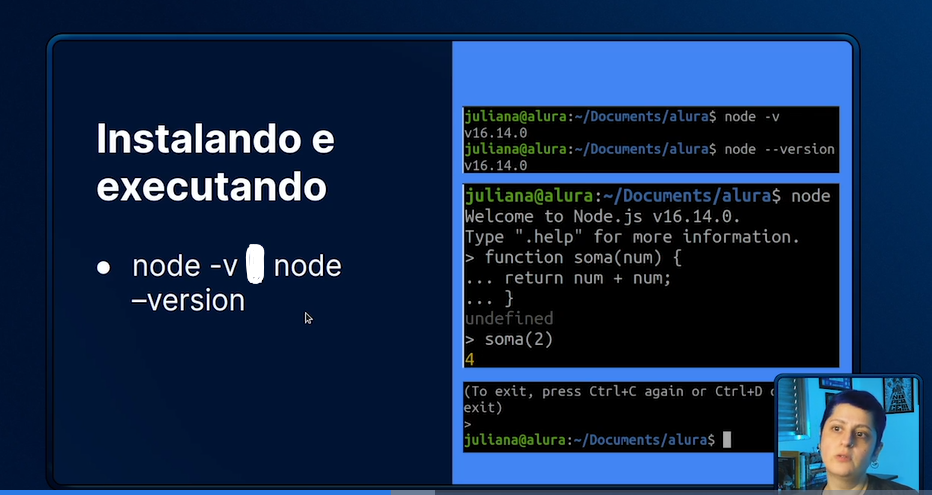 Instalando e
executando
● node -v node
–version
juliana@alura:~/Documents/alura$ node -v
v16.14.0
juliana@alura:~/Documents/alura$ node --version
v16.14.0
juliana@alura:~/Documents/alura$ node
Welcome to Node.js v16.14.0.
Type ".help" for more information.
> function soma(num) {
... return num + num;
... }
undefined
> soma(2)
4
(To exit, press Ctrl+C again or Ctrl+D
exit)
>
juliana@alura:~/Documents/alura$